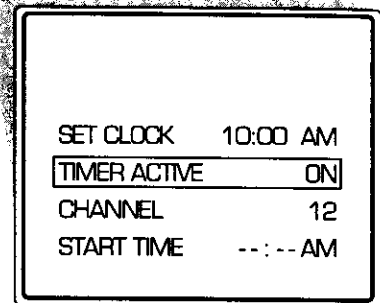 SET CLOCK 10:00 AM
TIMER ACTIVE ON
CHANNEL 12
START TIME --:-- AM